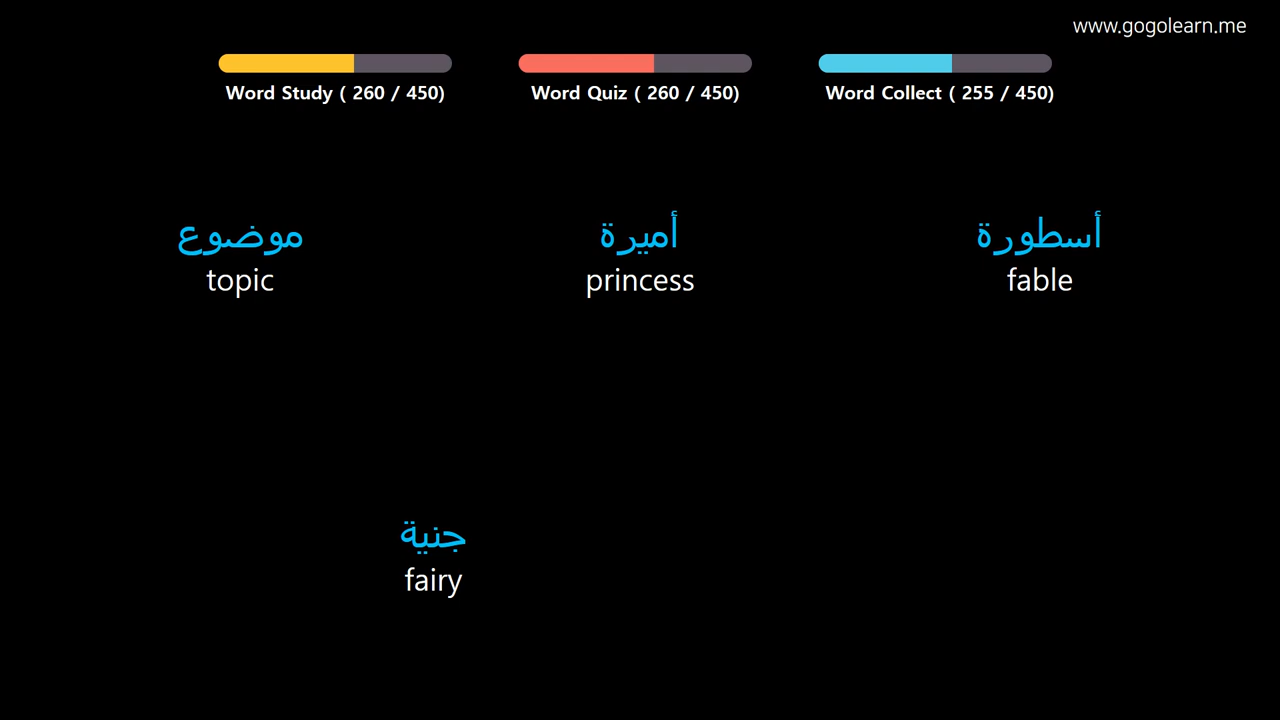 www.gogolearn.me
Word Study ( 260 / 450)
Word Quiz ( 260 / 450)
Word Collect ( 255 / 450)
موضوع
topic
أميرة
princess
أسطورة
fable
جنية
fairy